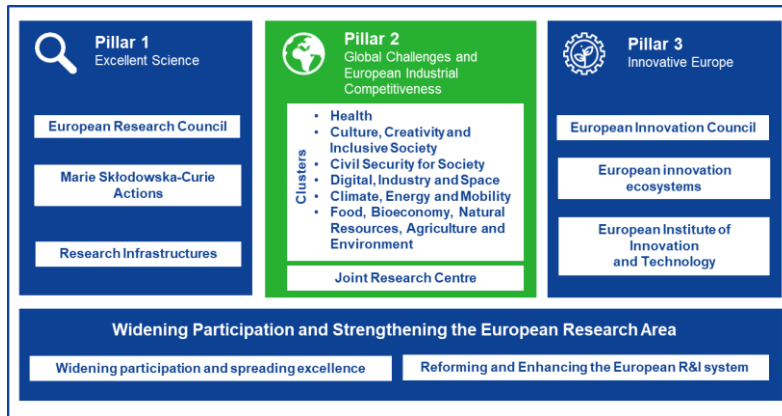 Pillar 1
Excellent Science
European Research Council
Marie Skłodowska-Curie
Actions
Research Infrastructures
Pillar 2
Global Challenges and
European Industrial
Competitiveness
Clusters
• Health
• Culture, Creativity and
Inclusive Society
• Civil Security for Society
• Digital, Industry and Space
• Climate, Energy and Mobility
• Food, Bioeconomy, Natural
Resources, Agriculture and
Environment
Joint Research Centre
Pillar 3
Innovative Europe
European Innovation Council
European innovation
ecosystems
European Institute of
Innovation
and Technology
Widening Participation and Strengthening the European Research Area
Widening participation and spreading excellence
Reforming and Enhancing the European R&I system